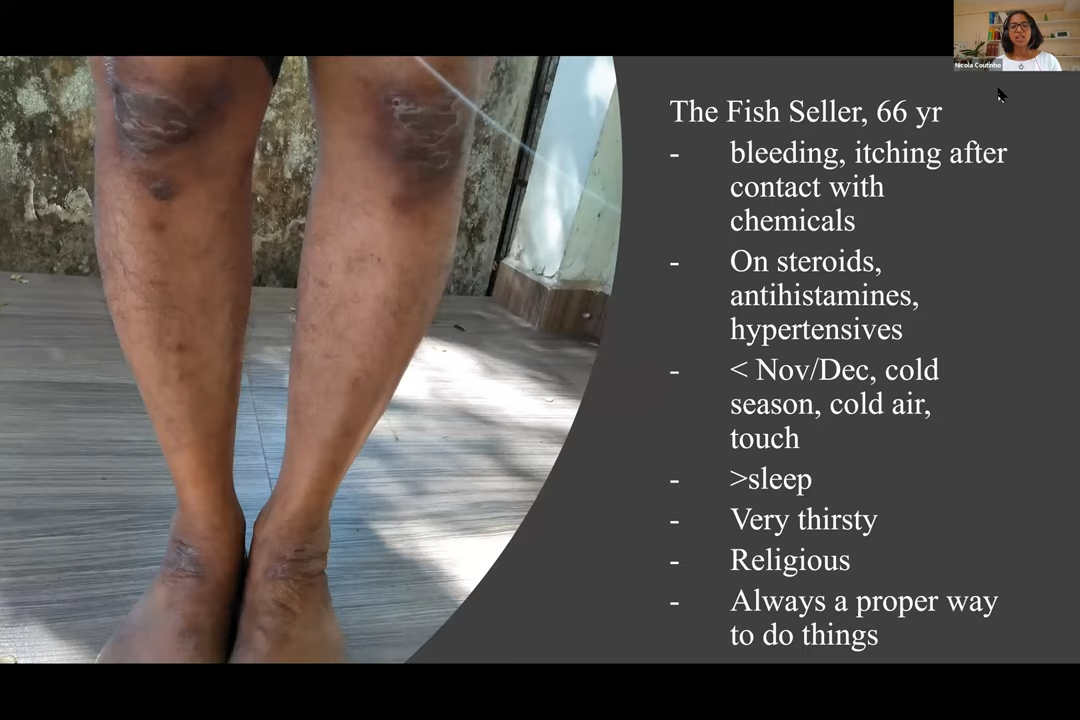 Nicola Coutinho
The Fish Seller, 66 yr
- bleeding, itching after
contact with
chemicals
- On steroids,
antihistamines,
hypertensives
- < Nov/Dec, cold
season, cold air,
touch
- >sleep
- Very thirsty
- Religious
- Always a proper way
to do things